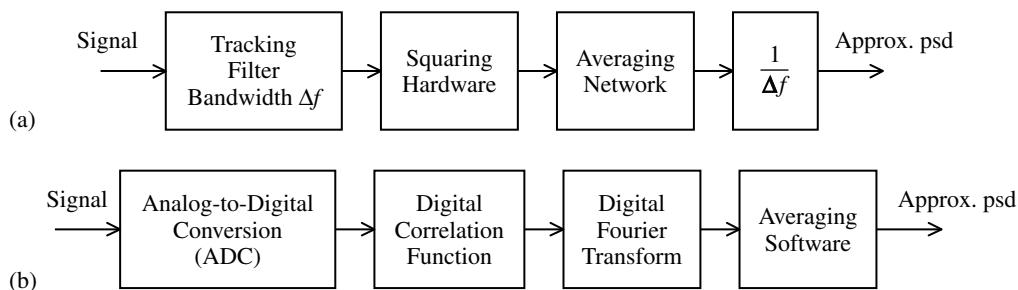 Signal
Tracking
Filter
Bandwidth Δf
Squaring
Hardware
Averaging
Network
1
Δf
Approx. psd
(a)
Signal
Analog-to-Digital
Conversion
(ADC)
Digital
Correlation
Function
Digital
Fourier
Transform
Averaging
Software
Approx. psd
(b)